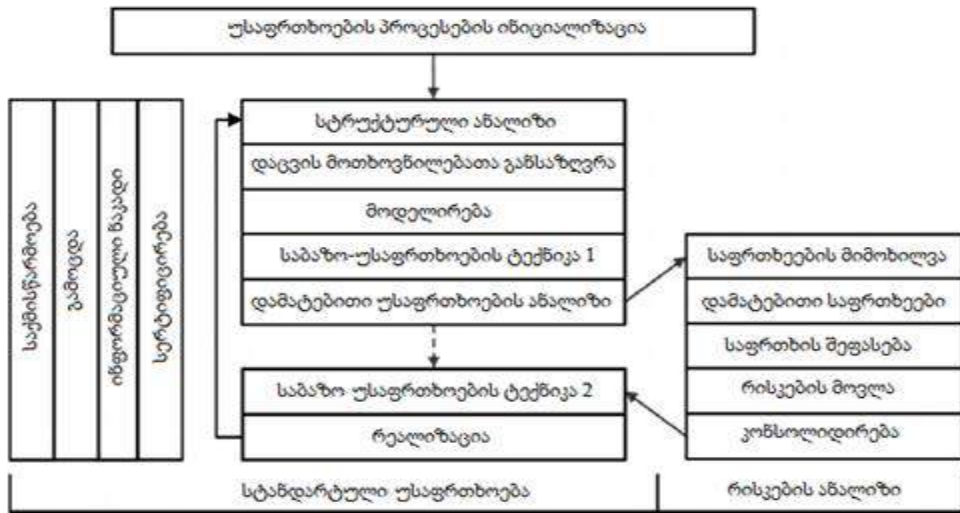 უსაფრთხოების პროცესების ინიციალიზაცია
საქმისწარმოება
გამოცდა
ინფორმაციული ნაკადი
სერტიფიცირება
სტრუქტურული ანალიზი
დაცვის მოთხოვნილებათა განსაზღვრა
მოდელირება
საბაზო-უსაფრთხოების ტექნიკა 1
დამატებითი უსაფრთხოების ანალიზი
საბაზო-უსაფრთხოების ტექნიკა 2
რეალიზაცია
საფრთხეების მიმოხილვა
დამატებითი საფრთხეები
საფრთხის შეფასება
რისკების მოვლა
კონსოლიდირება
სტანდარტული უსაფრთხოება
რისკების ანალიზი